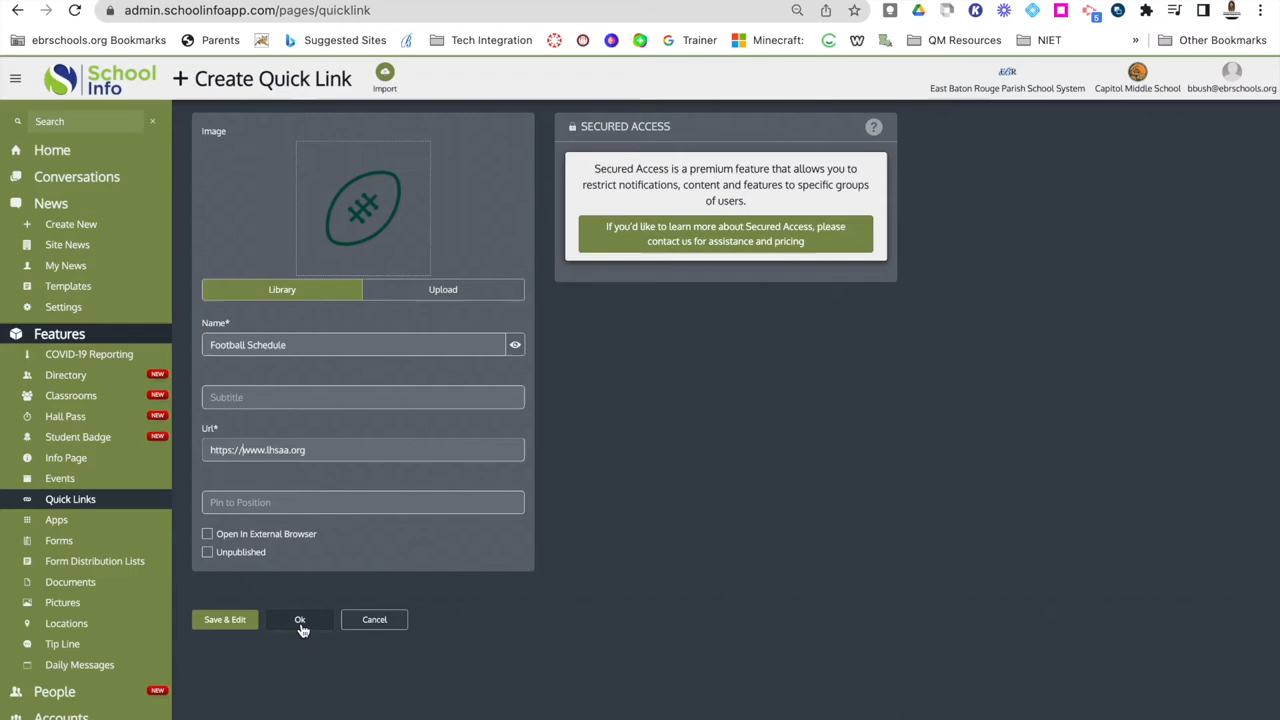 admin.schoolinfoapp.com/pages/quicklink
ebrschools.org Bookmarks
Parents
Suggested Sites
Tech Integration
Trainer
Minecraft:
QM Resources
NIET
»
Other Bookmarks
5
School
Info
+ Create Quick Link
Import
EBR
East Baton Rouge Parish School System
Capitol Middle School
bbush@ebrschools.org
Search
×
Home
Conversations
News
Create New
Site News
My News
Templates
Settings
Features
COVID-19 Reporting
Directory NEW
Classrooms NEW
Hall Pass NEW
Student Badge NEW
Info Page
Events
Quick Links
Apps
Forms
Form Distribution Lists
Documents
Pictures
Locations
Tip Line
Daily Messages
People NEW
Accounts
Image
Library
Upload
Name*
Football Schedule
Subtitle
Url*
https://www.lhsaa.org
Pin to Position
Open In External Browser
Unpublished
Save & Edit
Ok
Cancel
SECURED ACCESS
?
Secured Access is a premium feature that allows you to
restrict notifications, content and features to specific groups
of users.
If you'd like to learn more about Secured Access, please
contact us for assistance and pricing